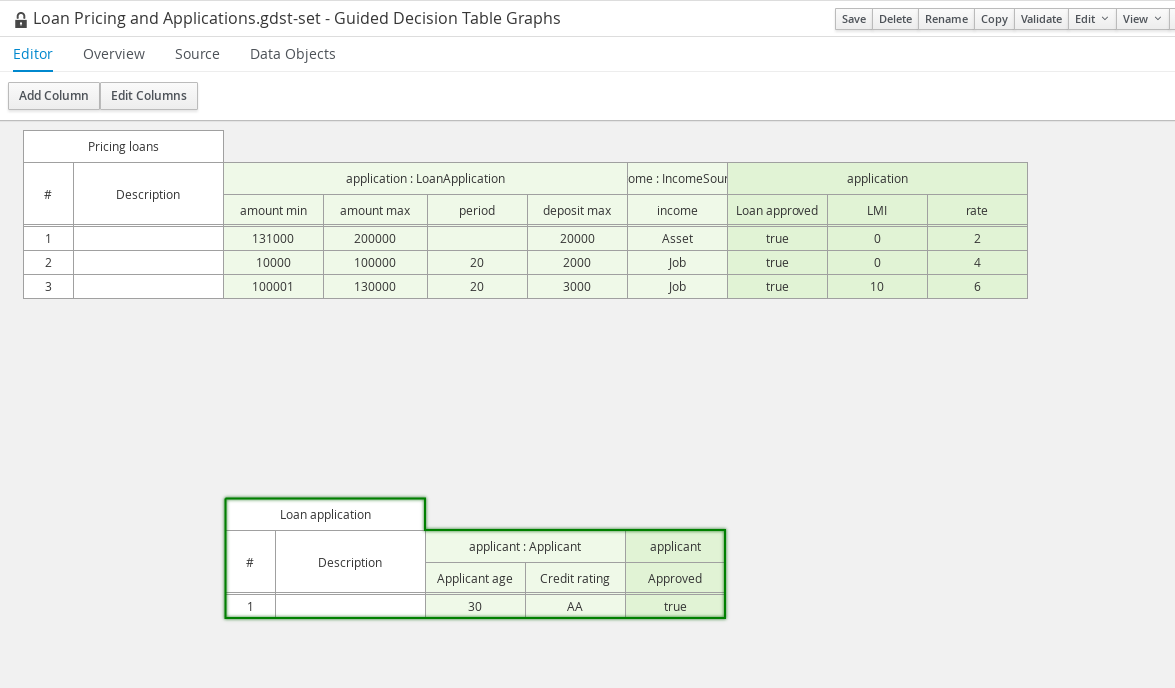 Loan Pricing and Applications.gdst-set - Guided Decision Table Graphs
Save Delete Rename Copy Validate Edit View
Editor Overview Source Data Objects
Add Column Edit Columns
Pricing loans
# Description application : LoanApplication ome : IncomeSour application
amount min amount max period deposit max income Loan approved LMI rate
1 131000 200000 20000 Asset true 0 2
2 10000 100000 20 2000 Job true 0 4
3 100001 130000 20 3000 Job true 10 6
Loan application
# Description applicant : Applicant applicant
Applicant age Credit rating Approved
1 30 AA true